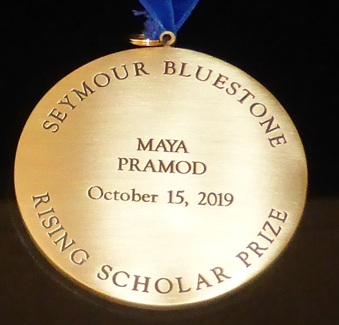 SEYMOUR BLUESTONE
MAYA
PRAMOD
October 15, 2019
RISING SCHOLAR PRIZE